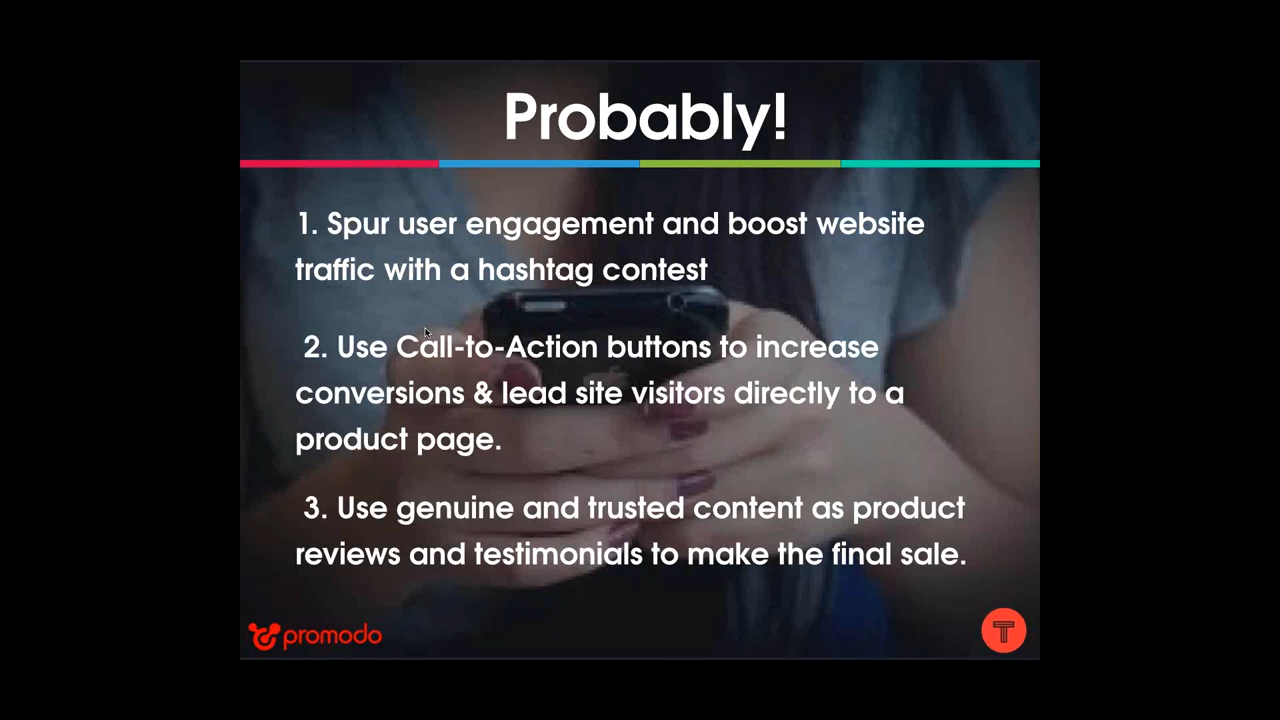 Probably!
1. Spur user engagement and boost website
traffic with a hashtag contest
2. Use Call-to-Action buttons to increase
conversions & lead site visitors directly to a
product page.
3. Use genuine and trusted content as product
reviews and testimonials to make the final sale.
promodo
T